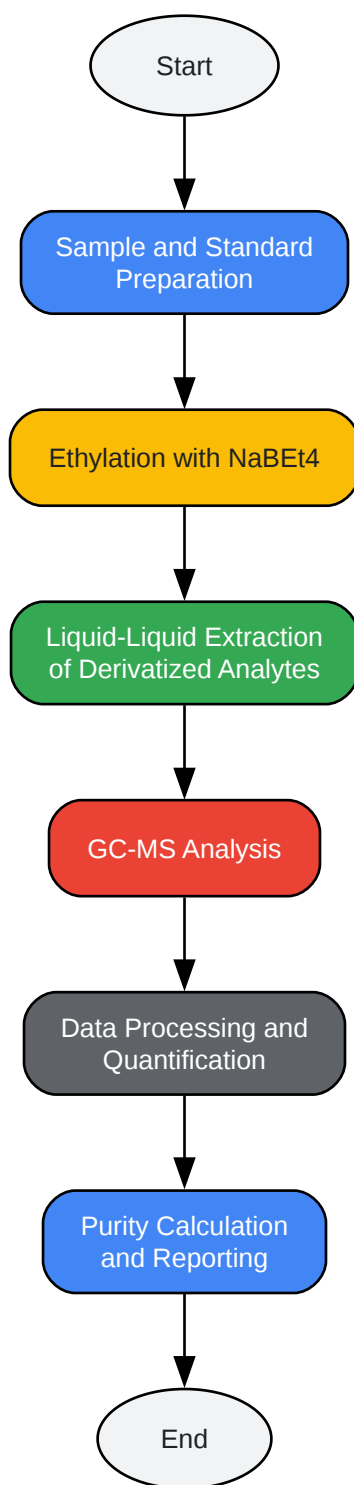 Start
Sample and Standard
Preparation
Ethylation with NaBEt4
Liquid-Liquid Extraction
of Derivatized Analytes
GC-MS Analysis
Data Processing and
Quantification
Purity Calculation
and Reporting
End